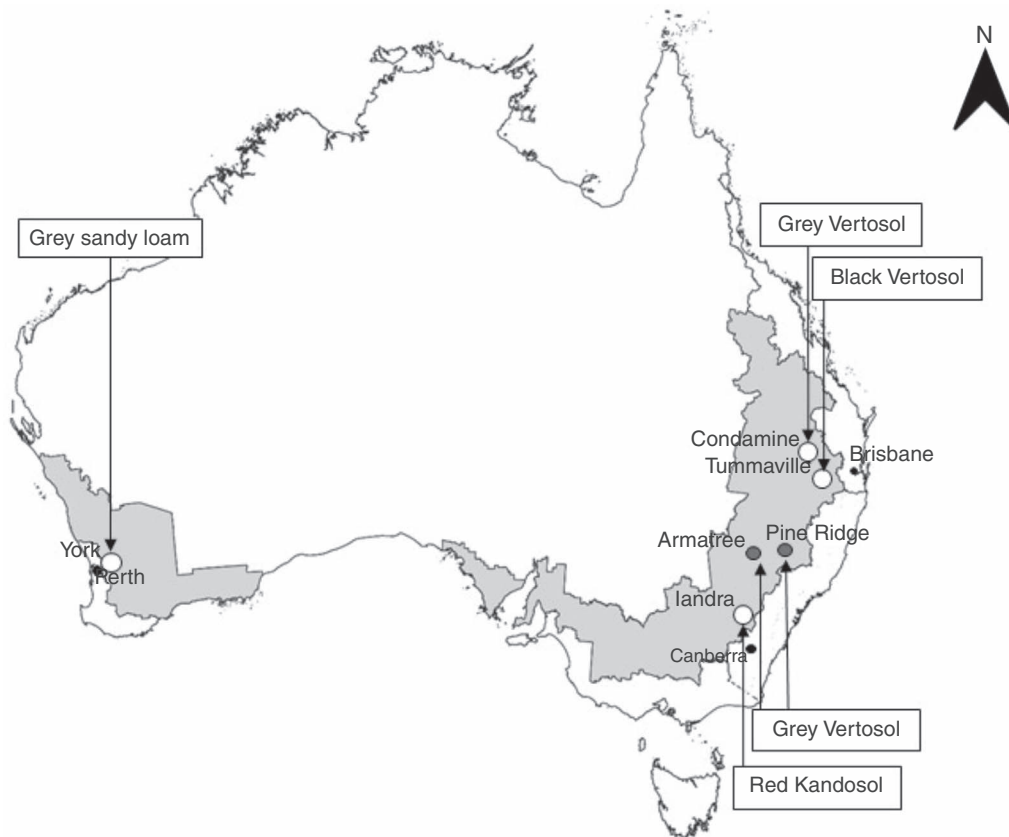 N
Grey sandy loam
Grey Vertosol
Black Vertosol
Condamine
Tummaville
Brisbane
York
Perth
Armatree
Pine Ridge
Iandra
Canberra
Grey Vertosol
Red Kandosol